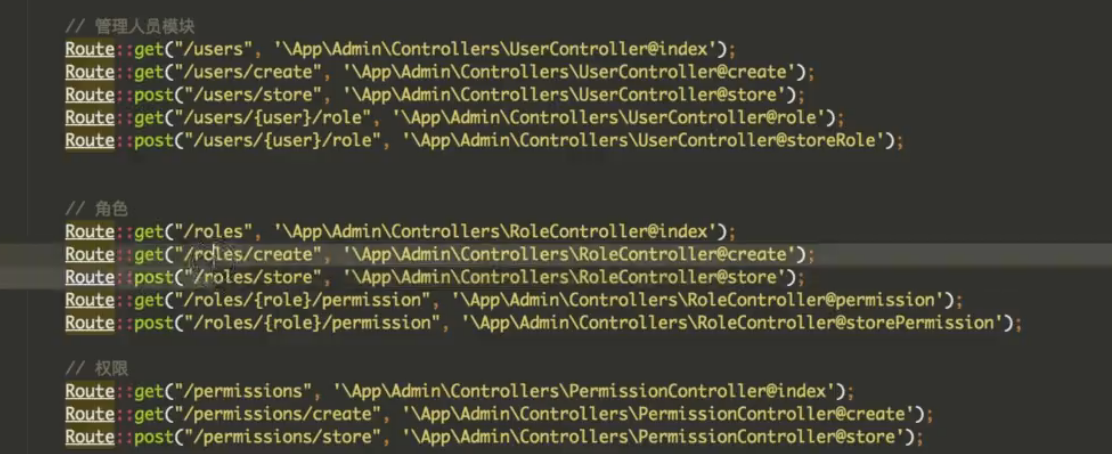 // 管理人员模块
Route::get("/users", '\App\Admin\Controllers\UserController@index');
Route::get("/users/create", '\App\Admin\Controllers\UserController@create');
Route::post("/users/store", '\App\Admin\Controllers\UserController@store');
Route::get("/users/{user}/role", '\App\Admin\Controllers\UserController@role');
Route::post("/users/{user}/role", '\App\Admin\Controllers\UserController@storeRole');
// 角色
Route::get("/roles", '\App\Admin\Controllers\RoleController@index');
Route::get("/roles/create", '\App\Admin\Controllers\RoleController@create');
Route::post("/roles/store", '\App\Admin\Controllers\RoleController@store');
Route::get("/roles/{role}/permission", '\App\Admin\Controllers\RoleController@permission');
Route::post("/roles/{role}/permission", '\App\Admin\Controllers\RoleController@storePermission');
// 权限
Route::get("/permissions", '\App\Admin\Controllers\PermissionController@index');
Route::get("/permissions/create", '\App\Admin\Controllers\PermissionController@create');
Route::post("/permissions/store", '\App\Admin\Controllers\PermissionController@store');